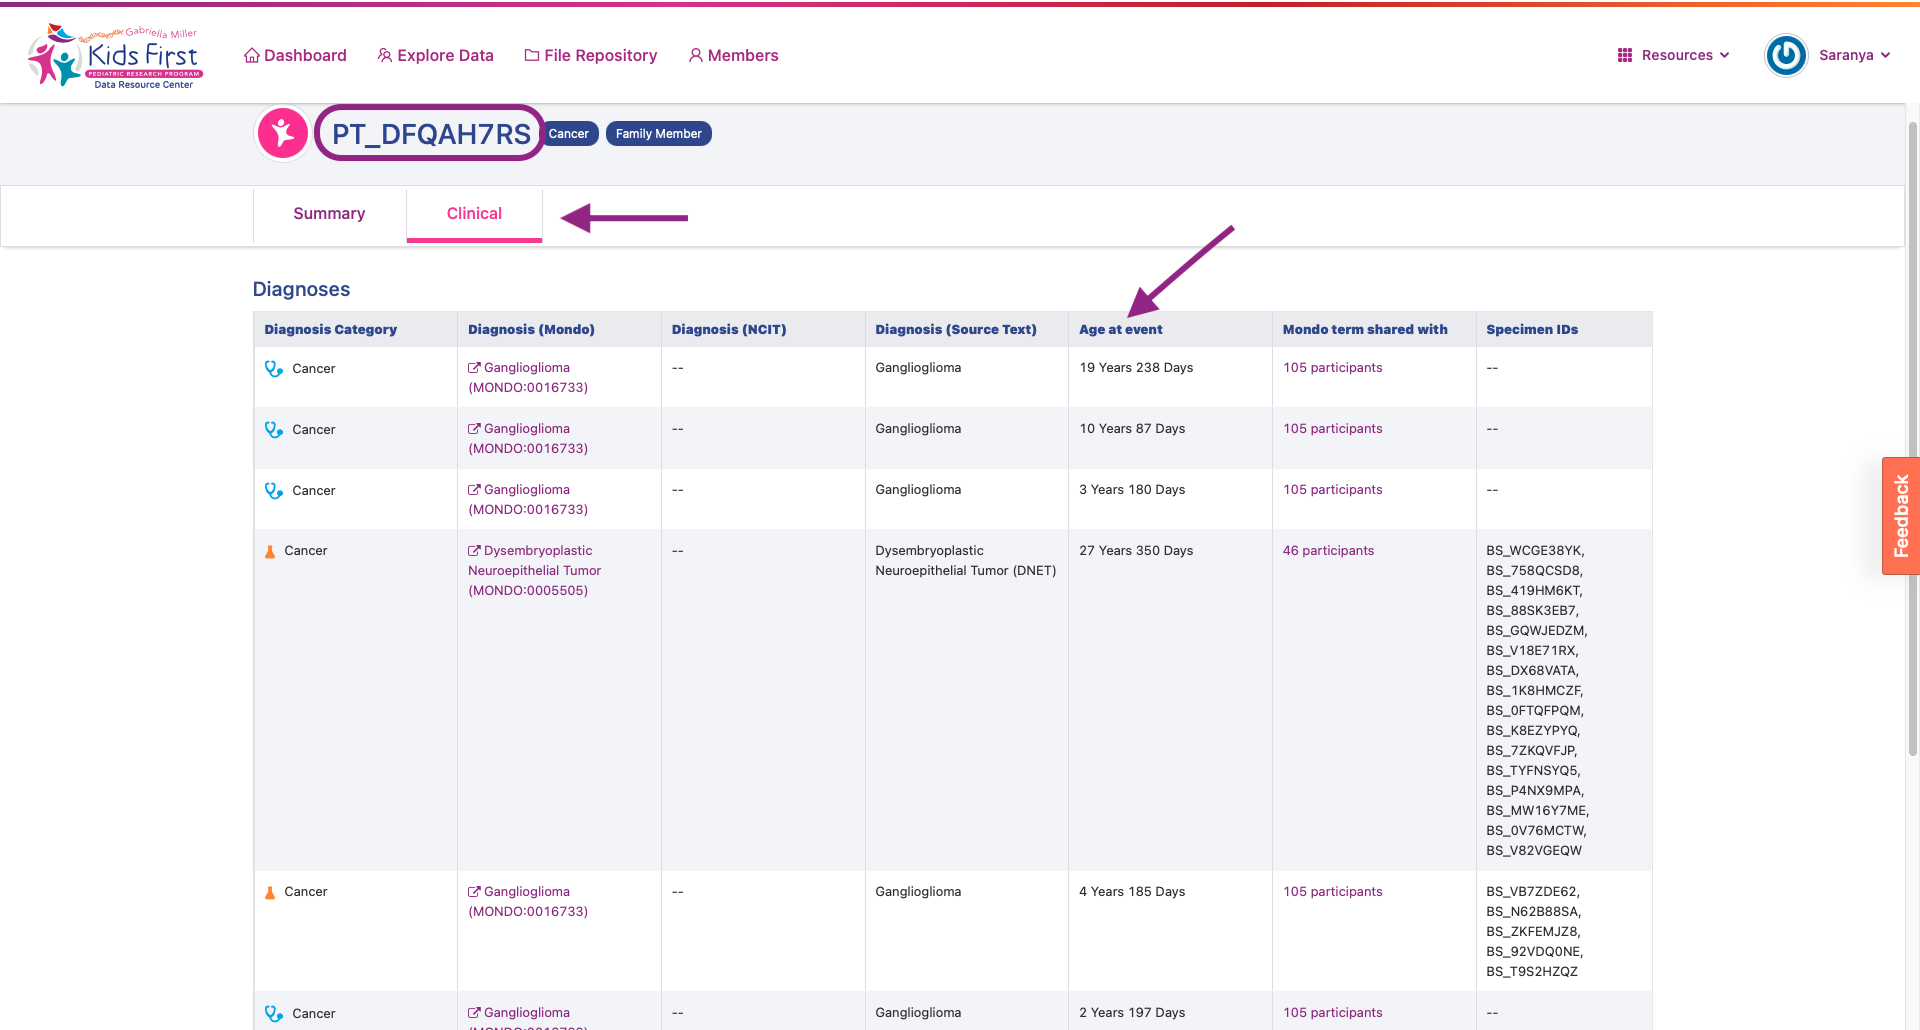 Gabriella Miller
Kids First
PEDIATRIC RESEARCH PROGRAM
Data Resource Center
Dashboard
Explore Data
File Repository
Members
Resources
Saranya
PT_DFQAH7RS
Cancer
Family Member
Summary
Clinical
Diagnoses
Diagnosis Category
Diagnosis (Mondo)
Diagnosis (NCIT)
Diagnosis (Source Text)
Age at event
Mondo term shared with
Specimen IDs
Cancer
Ganglioglioma
(MONDO:0016733)
--
Ganglioglioma
19 Years 238 Days
105 participants
--
Cancer
Ganglioglioma
(MONDO:0016733)
--
Ganglioglioma
10 Years 87 Days
105 participants
--
Cancer
Ganglioglioma
(MONDO:0016733)
--
Ganglioglioma
3 Years 180 Days
105 participants
--
Cancer
Dysembryoplastic
Neuroepithelial Tumor
(MONDO:0005505)
--
Dysembryoplastic
Neuroepithelial Tumor (DNET)
27 Years 350 Days
46 participants
BS_WCGE38YK,
BS_758QCSD8,
BS_419HM6KT,
BS_88SK3EB7,
BS_GQWJEDZM,
BS_V18E71RX,
BS_DX68VATA,
BS_1K8HMCZF,
BS_0FTQFPQM,
BS_K8EZYPYQ,
BS_7ZKQVFJP,
BS_TYFNSYQ5,
BS_P4NX9MPA,
BS_MW16Y7ME,
BS_0V76MCTW,
BS_V82VGEQW
Cancer
Ganglioglioma
(MONDO:0016733)
--
Ganglioglioma
4 Years 185 Days
105 participants
BS_VB7ZDE62,
BS_N62B88SA,
BS_ZKFEMJZ8,
BS_92VDQ0NE,
BS_T9S2HZQZ
Cancer
Ganglioglioma
--
Ganglioglioma
2 Years 197 Days
105 participants
--
Feedback